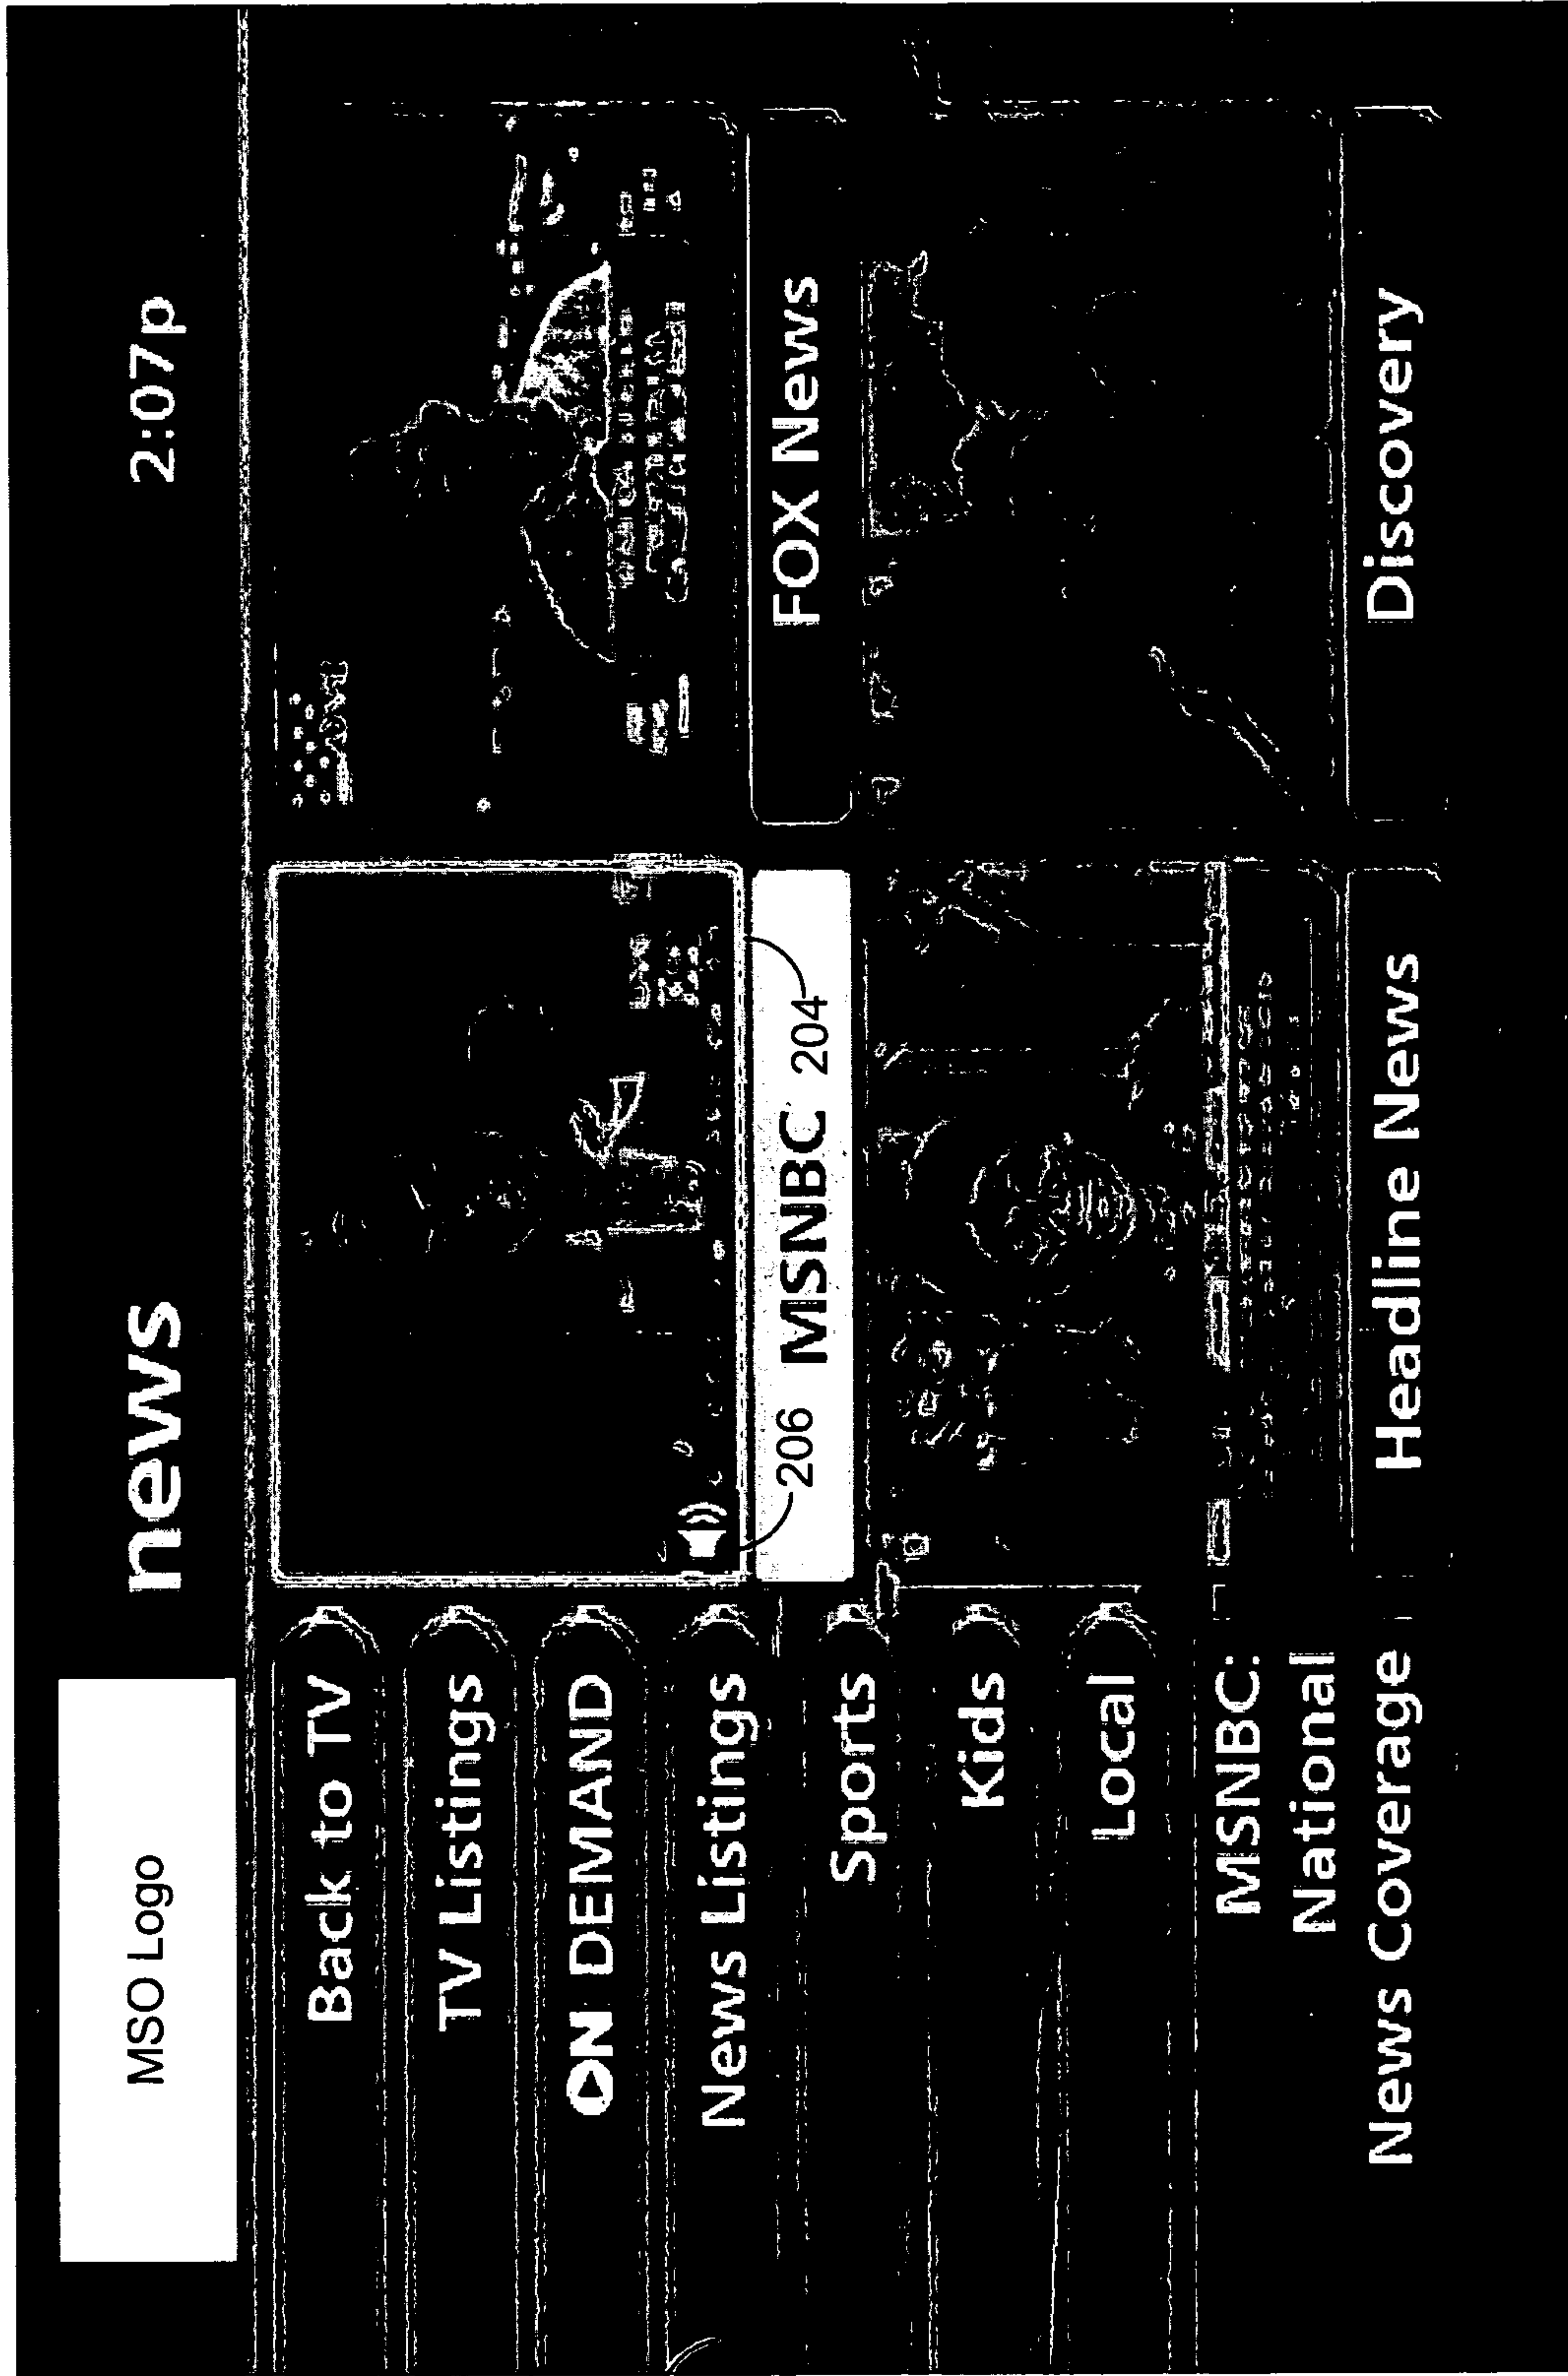 MSO Logo
news
2:07p
Back to TV
TV Listings
ON DEMAND
News Listings
Sports
Kids
Local
MSNBC:
National
News Coverage
206 MSNBC 204
FOX News
Headline News
Discovery